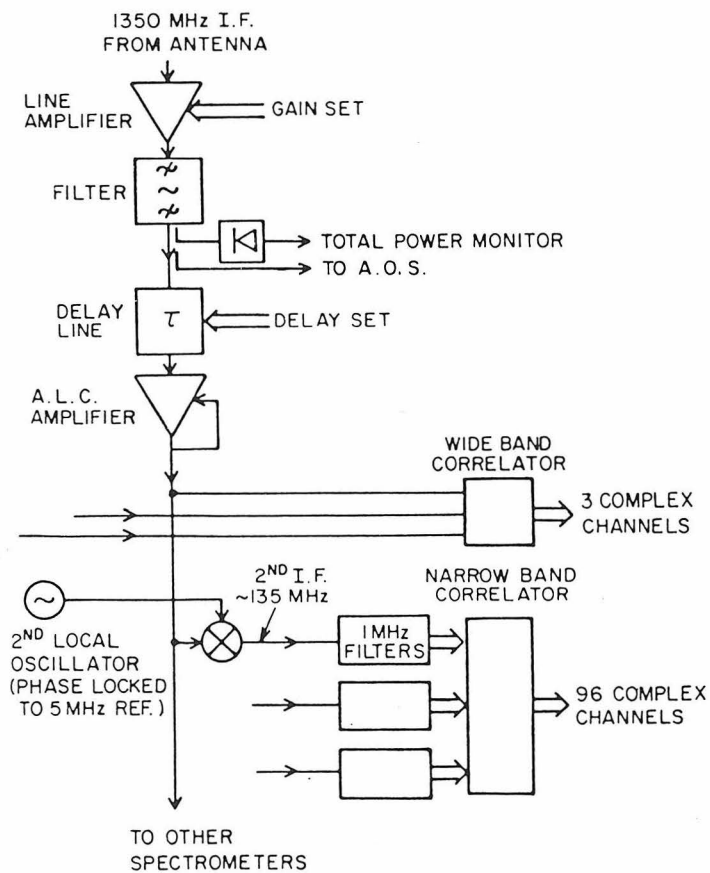 1350 MHz I.F.
FROM ANTENNA
LINE
AMPLIFIER
GAIN SET
FILTER
TOTAL POWER MONITOR
TO A.O.S.
DELAY
LINE
τ
DELAY SET
A.L.C.
AMPLIFIER
WIDE BAND
CORRELATOR
3 COMPLEX
CHANNELS
2ND I.F.
~135 MHz
NARROW BAND
CORRELATOR
2ND LOCAL
OSCILLATOR
(PHASE LOCKED
TO 5 MHz REF.)
1 MHz
FILTERS
96 COMPLEX
CHANNELS
TO OTHER
SPECTROMETERS